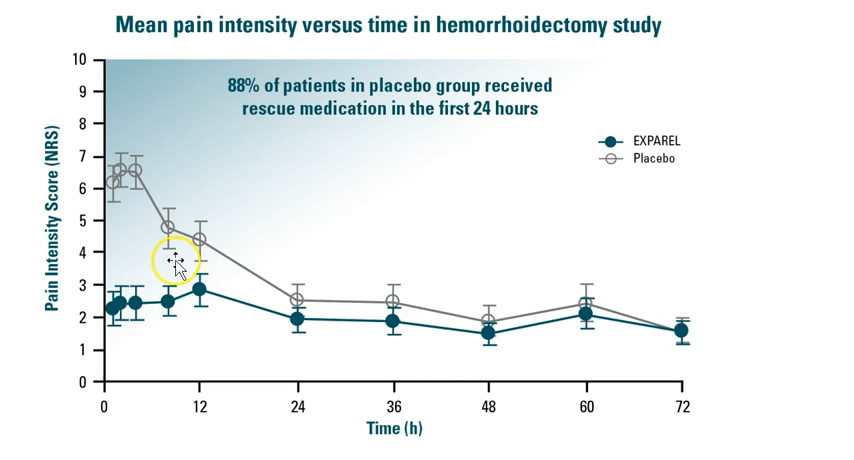 Mean pain intensity versus time in hemorrhoidectomy study
88% of patients in placebo group received
rescue medication in the first 24 hours
Pain Intensity Score (NRS)
10
9
8
7
6
5
4
3
2
1
0
EXPAREL
Placebo
0 12 24 36 48 60 72
Time (h)